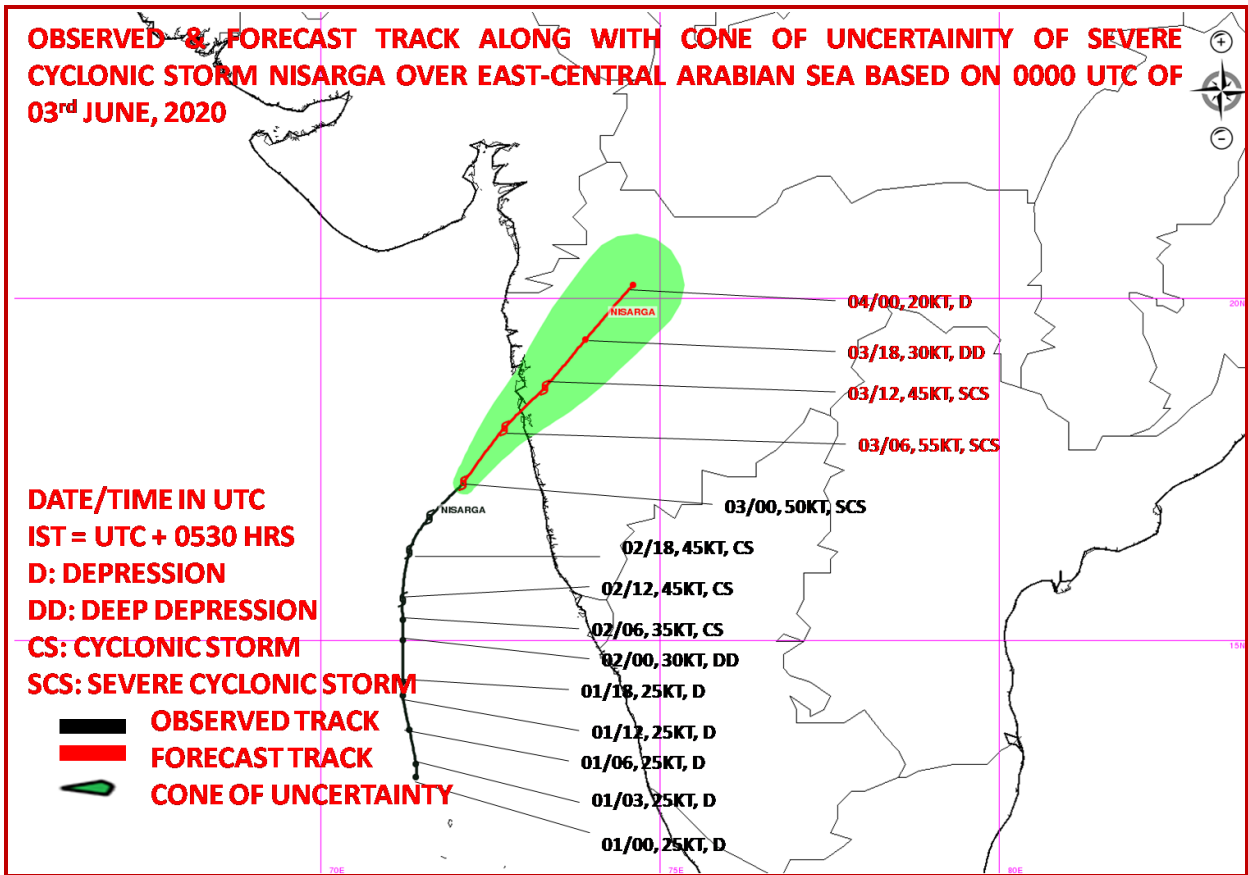 OBSERVED & FORECAST TRACK ALONG WITH CONE OF UNCERTAINITY OF SEVERE
CYCLONIC STORM NISARGA OVER EAST-CENTRAL ARABIAN SEA BASED ON 0000 UTC OF
03rd JUNE, 2020
04/00, 20KT, D
20N
NISARGA
03/18, 30KT, DD
03/12, 45KT, SCS
03/06, 55KT, SCS
03/00, 50KT, SCS
NISARGA
02/18, 45KT, CS
02/12, 45KT, CS
02/06, 35KT, CS
15N
02/00, 30KT, DD
01/18, 25KT, D
01/12, 25KT, D
01/06, 25KT, D
01/03, 25KT, D
01/00, 25KT, D
DATE/TIME IN UTC
IST = UTC + 0530 HRS
D: DEPRESSION
DD: DEEP DEPRESSION
CS: CYCLONIC STORM
SCS: SEVERE CYCLONIC STORM
OBSERVED TRACK
FORECAST TRACK
CONE OF UNCERTAINTY
70E
75E
80E